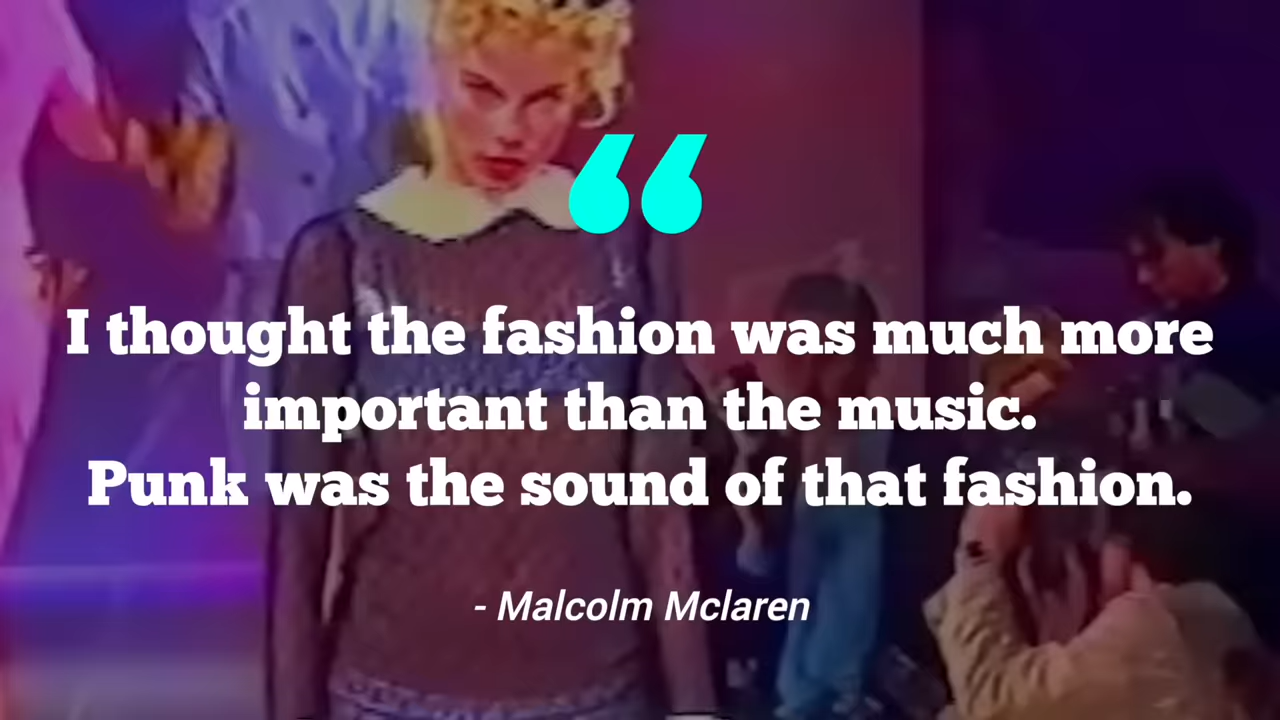 “
I thought the fashion was much more
important than the music.
Punk was the sound of that fashion.
- Malcolm Mclaren